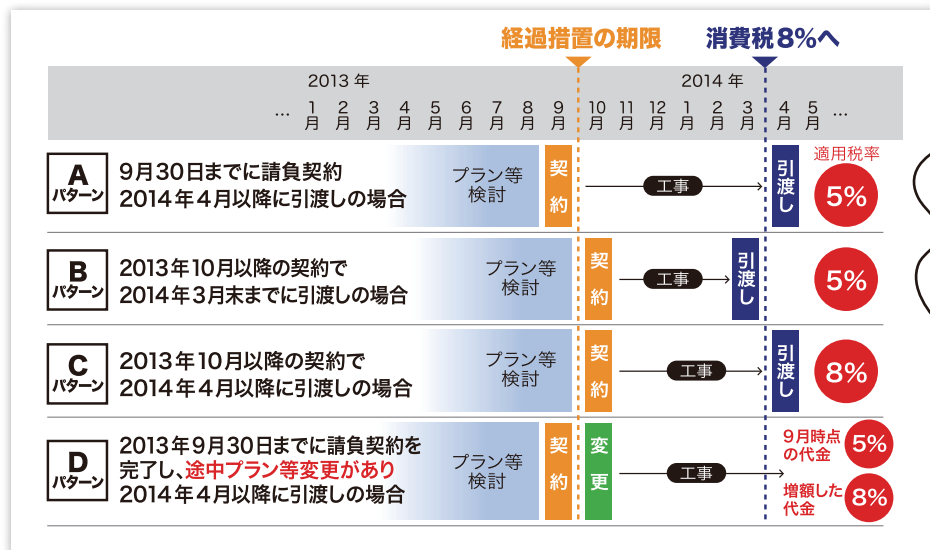 経過措置の期限 消費税8%へ
2013年 2014年
… 1月 2月 3月 4月 5月 6月 7月 8月 9月 10月 11月 12月 1月 2月 3月 4月 5月 …
適用税率
A
パターン
9月30日までに請負契約
2014年4月以降に引渡しの場合
プラン等
検討
契約
工事
引渡し
5%
B
パターン
2013年10月以降の契約で
2014年3月末までに引渡しの場合
プラン等
検討
契約
工事
引渡し
5%
C
パターン
2013年10月以降の契約で
2014年4月以降に引渡しの場合
プラン等
検討
契約
工事
引渡し
8%
D
パターン
2013年9月30日までに請負契約を
完了し、途中プラン等変更があり
2014年4月以降に引渡しの場合
プラン等
検討
契約
変更
工事
9月時点
の代金
5%
増額した
代金
8%